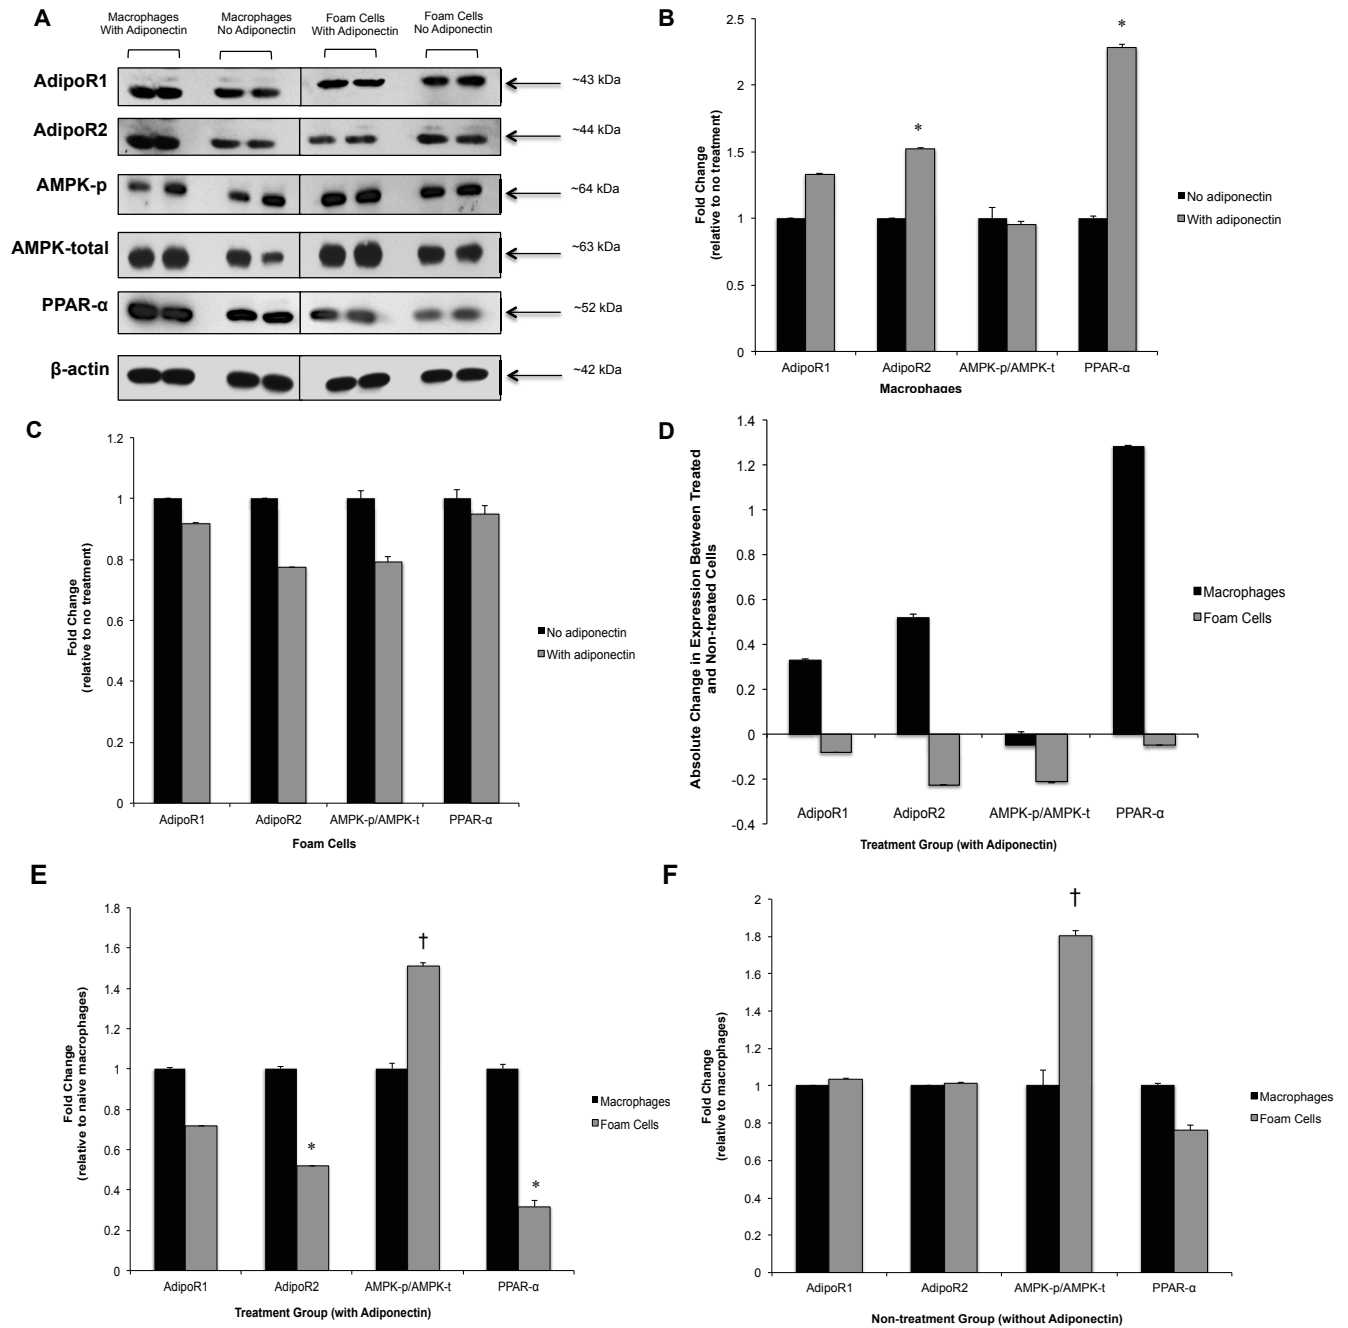 A
Macrophages
With Adiponectin
Macrophages
No Adiponectin
Foam Cells
With Adiponectin
Foam Cells
No Adiponectin
AdipoR1
~43 kDa
AdipoR2
~44 kDa
AMPK-p
~64 kDa
AMPK-total
~63 kDa
PPAR-α
~52 kDa
β-actin
~42 kDa
B
Fold Change
(relative to no treatment)
2.5
2
1.5
1
0.5
0
*
*
No adiponectin
With adiponectin
AdipoR1
AdipoR2
AMPK-p/AMPK-t
PPAR-α
Macrophages
C
Fold Change
(relative to no treatment)
1.2
1
0.8
0.6
0.4
0.2
0
No adiponectin
With adiponectin
AdipoR1
AdipoR2
AMPK-p/AMPK-t
PPAR-α
Foam Cells
D
Absolute Change in Expression Between Treated
and Non-treated Cells
1.4
1.2
1
0.8
0.6
0.4
0.2
0
-0.2
-0.4
Macrophages
Foam Cells
AdipoR1
AdipoR2
AMPK-p/AMPK-t
PPAR-α
Treatment Group (with Adiponectin)
E
Fold Change
(relative to naive macrophages)
1.8
1.6
1.4
1.2
1
0.8
0.6
0.4
0.2
0
†
*
*
Macrophages
Foam Cells
AdipoR1
AdipoR2
AMPK-p/AMPK-t
PPAR-α
Treatment Group (with Adiponectin)
F
Fold Change
(relative to macrophages)
2
1.8
1.6
1.4
1.2
1
0.8
0.6
0.4
0.2
0
†
Macrophages
Foam Cells
AdipoR1
AdipoR2
AMPK-p/AMPK-t
PPAR-α
Non-treatment Group (without Adiponectin)